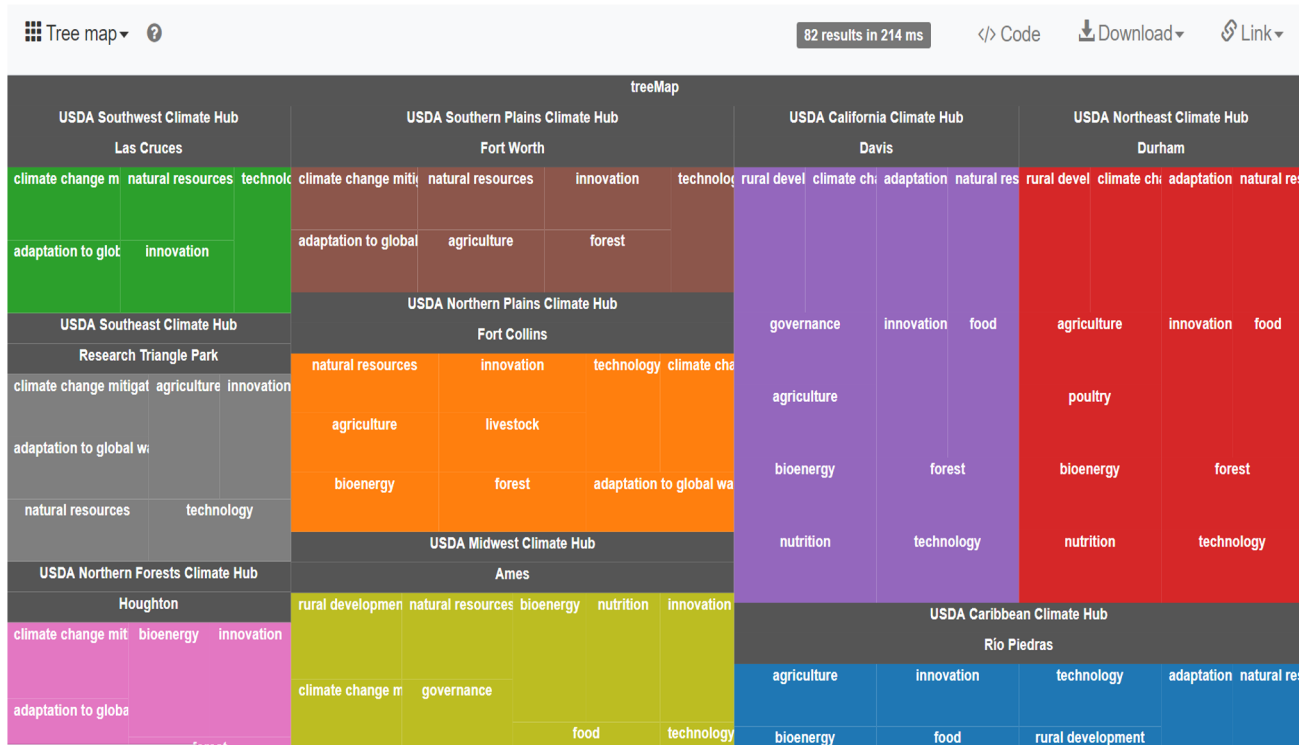 Tree map
82 results in 214 ms
</> Code
Download
Link
treeMap
USDA Southwest Climate Hub
Las Cruces
climate change m
natural resources
technolo
adaptation to glob
innovation
USDA Southeast Climate Hub
Research Triangle Park
climate change mitigat
agriculture
innovation
adaptation to global wa
natural resources
technology
USDA Northern Forests Climate Hub
Houghton
climate change mit
bioenergy
innovation
adaptation to globa
USDA Southern Plains Climate Hub
Fort Worth
climate change mitig
natural resources
innovation
technolog
adaptation to global
agriculture
forest
USDA Northern Plains Climate Hub
Fort Collins
natural resources
innovation
technology
climate cha
agriculture
livestock
bioenergy
forest
adaptation to global wa
USDA Midwest Climate Hub
Ames
rural developmen
natural resources
bioenergy
nutrition
innovation
climate change m
governance
food
technology
USDA California Climate Hub
Davis
rural devel
climate cha
adaptation
natural res
governance
innovation
food
agriculture
bioenergy
forest
nutrition
technology
USDA Northeast Climate Hub
Durham
rural devel
climate cha
adaptation
natural res
agriculture
innovation
food
poultry
bioenergy
forest
nutrition
technology
USDA Caribbean Climate Hub
Río Piedras
agriculture
innovation
technology
adaptation
natural res
bioenergy
food
rural development